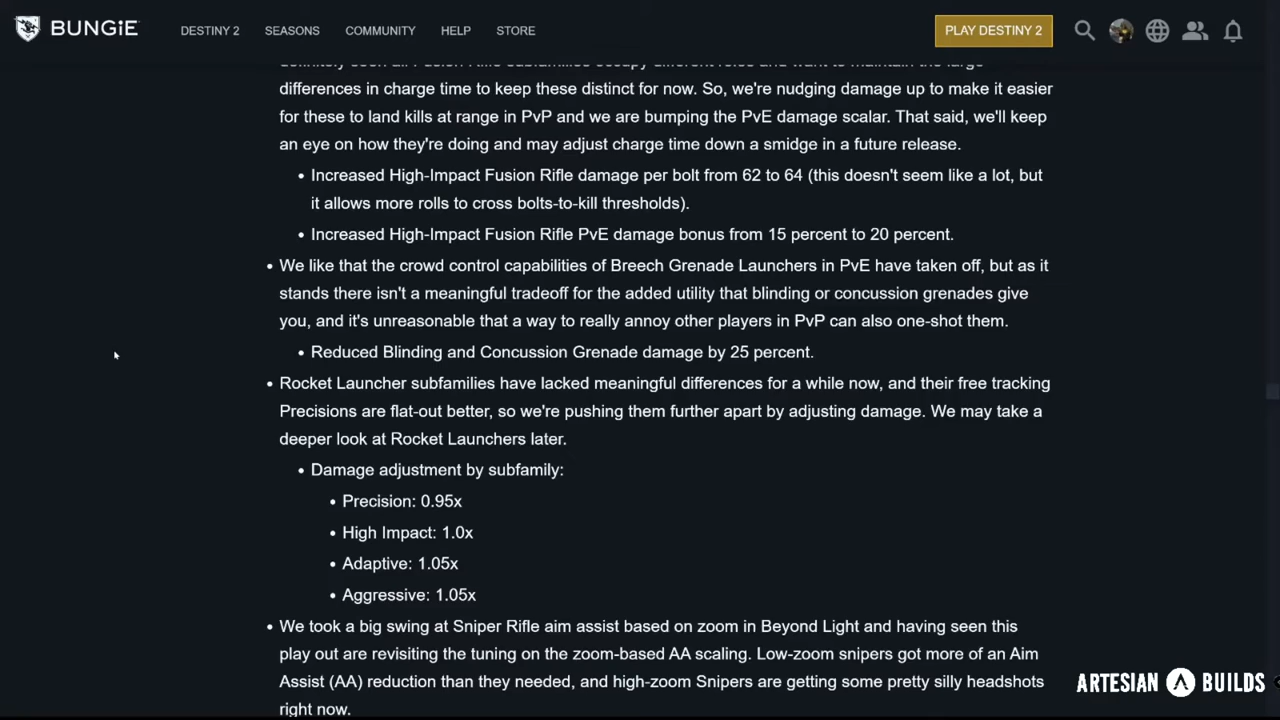 BUNGiE
DESTINY 2 SEASONS COMMUNITY HELP STORE
PLAY DESTINY 2
differences in charge time to keep these distinct for now. So, we're nudging damage up to make it easier
for these to land kills at range in PvP and we are bumping the PvE damage scalar. That said, we'll keep
an eye on how they're doing and may adjust charge time down a smidge in a future release.
• Increased High-Impact Fusion Rifle damage per bolt from 62 to 64 (this doesn't seem like a lot, but
it allows more rolls to cross bolts-to-kill thresholds).
• Increased High-Impact Fusion Rifle PvE damage bonus from 15 percent to 20 percent.
• We like that the crowd control capabilities of Breech Grenade Launchers in PvE have taken off, but as it
stands there isn't a meaningful tradeoff for the added utility that blinding or concussion grenades give
you, and it's unreasonable that a way to really annoy other players in PvP can also one-shot them.
• Reduced Blinding and Concussion Grenade damage by 25 percent.
• Rocket Launcher subfamilies have lacked meaningful differences for a while now, and their free tracking
Precisions are flat-out better, so we're pushing them further apart by adjusting damage. We may take a
deeper look at Rocket Launchers later.
• Damage adjustment by subfamily:
• Precision: 0.95x
• High Impact: 1.0x
• Adaptive: 1.05x
• Aggressive: 1.05x
• We took a big swing at Sniper Rifle aim assist based on zoom in Beyond Light and having seen this
play out are revisiting the tuning on the zoom-based AA scaling. Low-zoom snipers got more of an Aim
Assist (AA) reduction than they needed, and high-zoom Snipers are getting some pretty silly headshots
right now.
ARTESIAN BUILDS